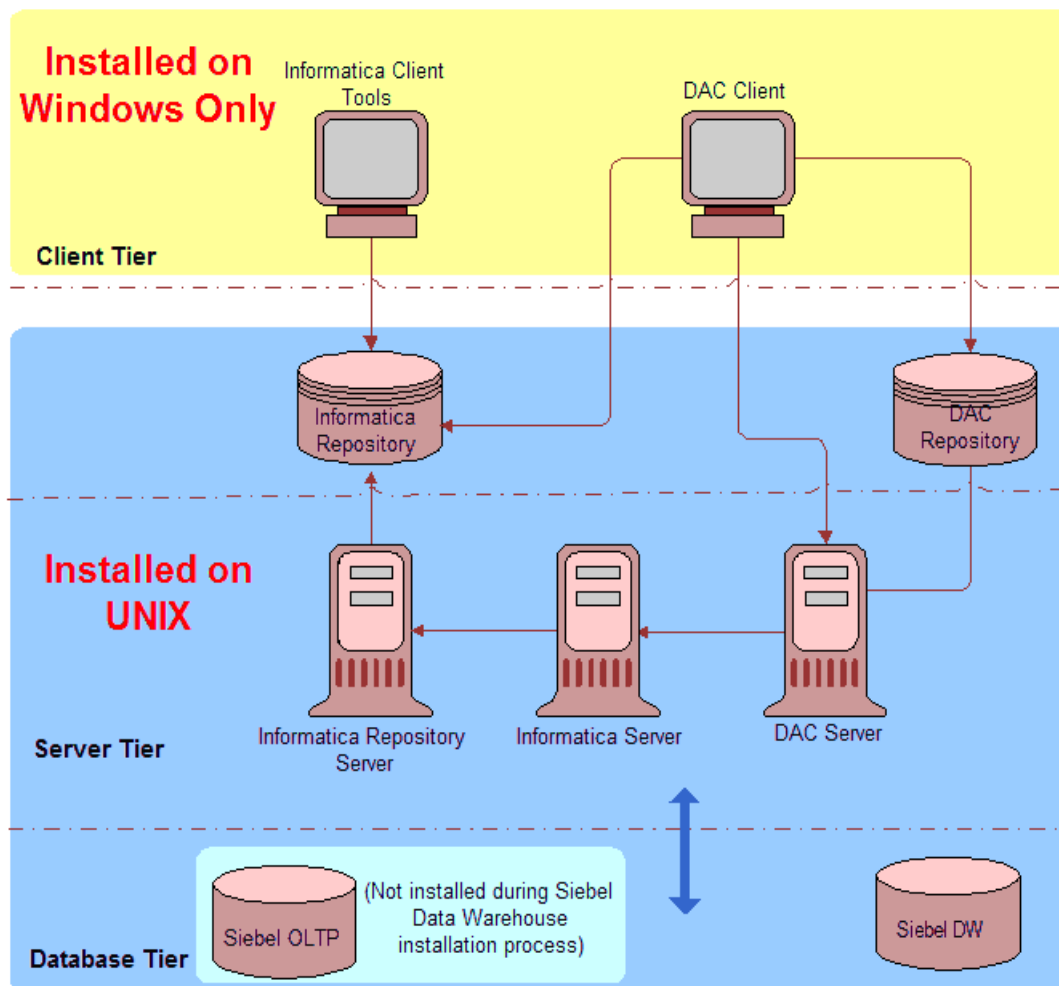 Installed on
Windows Only
Informatica Client
Tools
DAC Client
Client Tier
Informatica
Repository
DAC
Repository
Installed on
UNIX
Informatica Repository
Server
Informatica Server
DAC Server
Server Tier
Siebel OLTP
(Not installed during Siebel
Data Warehouse
installation process)
Siebel DW
Database Tier